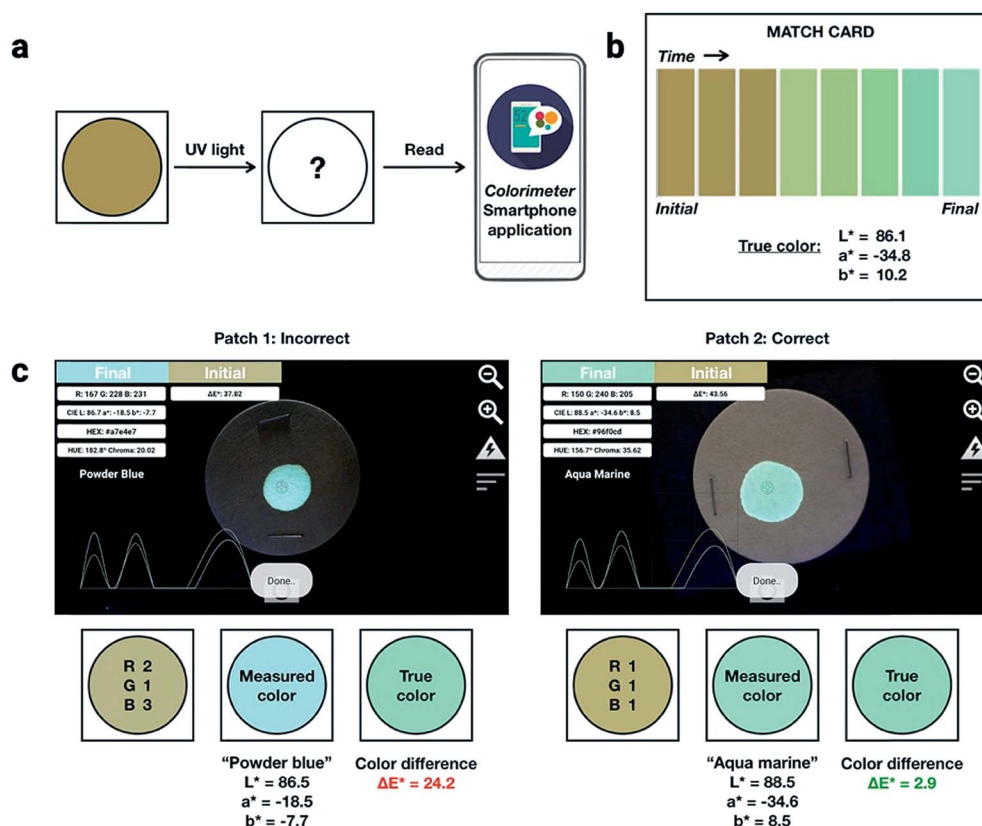 a
UV light
?
Read
52
Colorimeter
Smartphone
application
b
MATCH CARD
Time
Initial
Final
True color:
L* = 86.1
a* = -34.8
b* = 10.2
c
Patch 1: Incorrect
Final
Initial
R: 167 G: 228 B: 231
ΔE*: 37.82
CIE L: 86.7 a*: -18.5 b*: -7.7
HEX: #a7e4e7
HUE: 182.8° Chroma: 20.02
Powder Blue
Done..
R 2
G 1
B 3
Measured
color
True
color
"Powder blue"
L* = 86.5
a* = -18.5
b* = -7.7
Color difference
ΔE* = 24.2
Patch 2: Correct
Final
Initial
R: 150 G: 240 B: 205
ΔE*: 43.56
CIE L: 88.5 a*: -34.6 b*: 8.5
HEX: #96f0cd
HUE: 156.7° Chroma: 35.62
Aqua Marine
Done..
R 1
G 1
B 1
Measured
color
True
color
"Aqua marine"
L* = 88.5
a* = -34.6
b* = 8.5
Color difference
ΔE* = 2.9